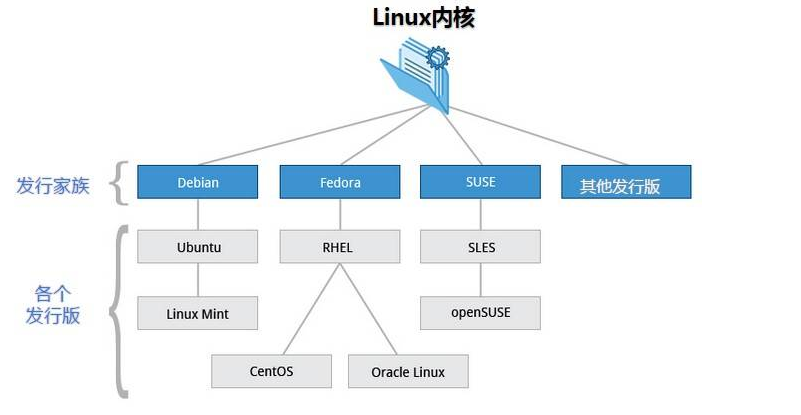 Linux内核
发行家族
Debian
Fedora
SUSE
其他发行版
各个
发行版
Ubuntu
RHEL
SLES
Linux Mint
openSUSE
CentOS
Oracle Linux